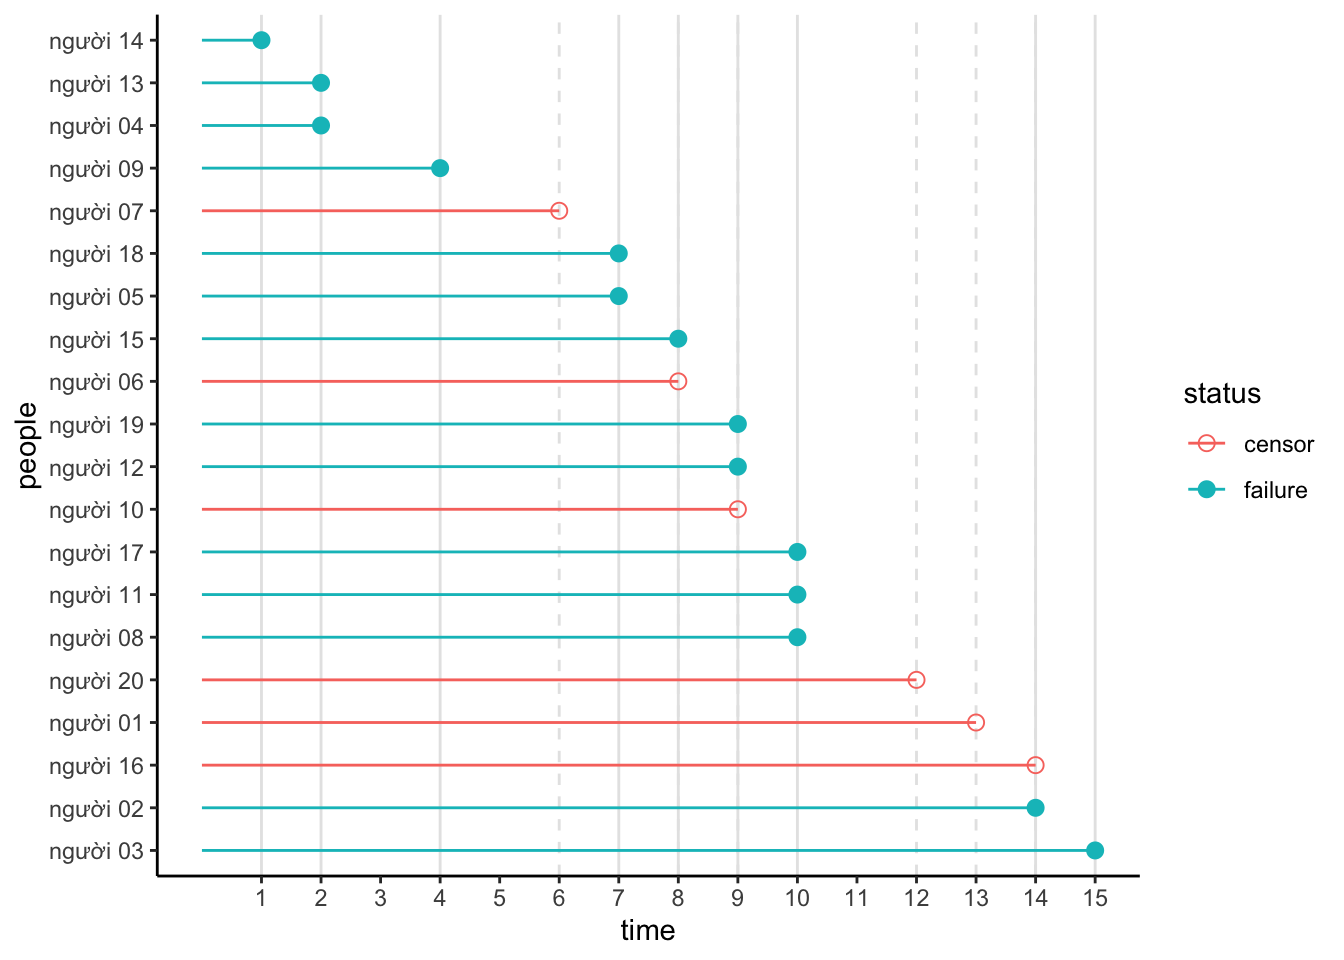 người 14
người 13
người 04
người 09
người 07
người 18
người 05
người 15
người 06
người 19
người 12
người 10
người 17
người 11
người 08
người 20
người 01
người 16
người 02
người 03
people
1 2 3 4 5 6 7 8 9 10 11 12 13 14 15
time
status
censor
failure